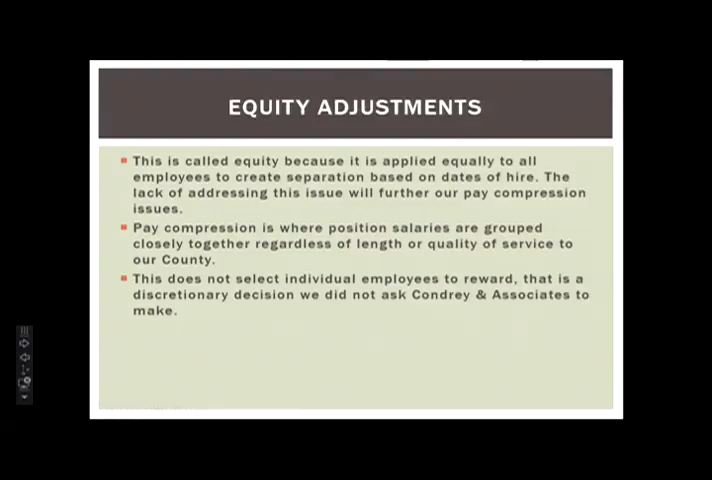 EQUITY ADJUSTMENTS
This is called equity because it is applied equally to all
employees to create separation based on dates of hire. The
lack of addressing this issue will further our pay compression
issues.
Pay compression is where position salaries are grouped
closely together regardless of length or quality of service to
our County.
This does not select individual employees to reward, that is a
discretionary decision we did not ask Condrey & Associates to
make.